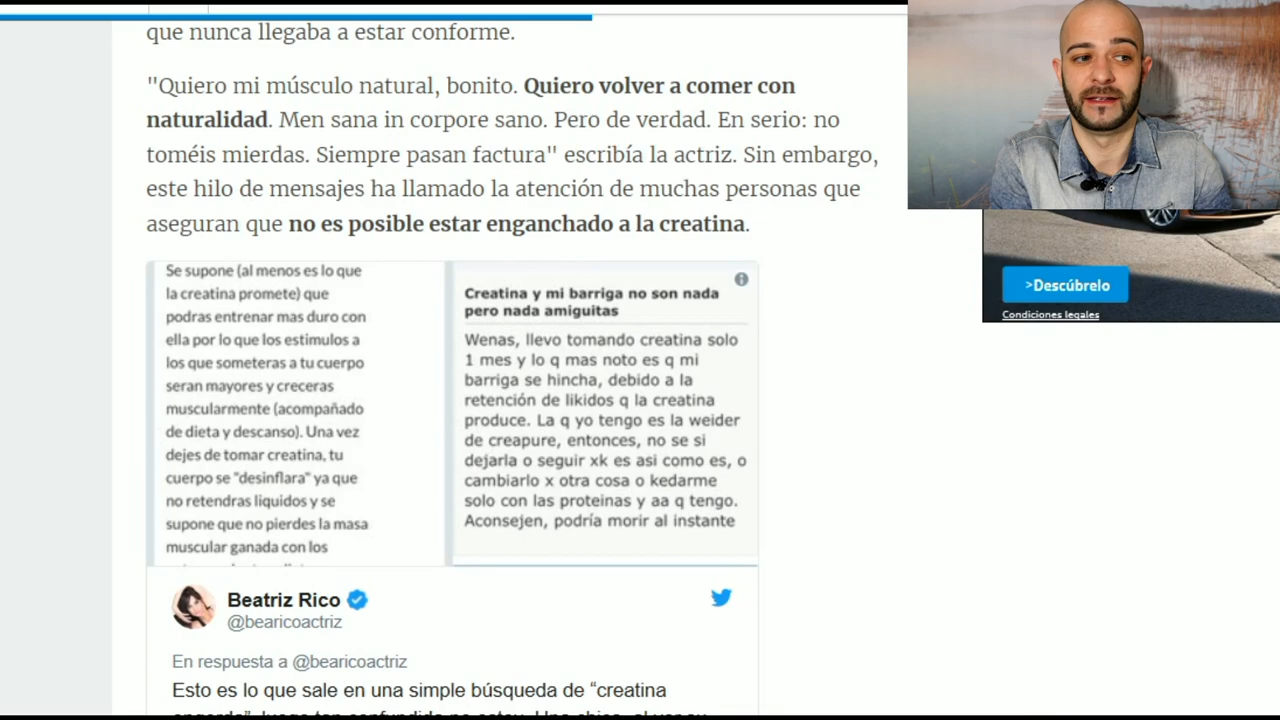 que nunca llegaba a estar conforme.
"Quiero mi músculo natural, bonito. Quiero volver a comer con
naturalidad. Men sana in corpore sano. Pero de verdad. En serio: no
toméis mierdas. Siempre pasan factura" escribía la actriz. Sin embargo,
este hilo de mensajes ha llamado la atención de muchas personas que
aseguran que no es posible estar enganchado a la creatina.
Se supone (al menos es lo que
la creatina promete) que
podras entrenar mas duro con
ella por lo que los estimulos a
los que someteras a tu cuerpo
seran mayores y creceras
muscularmente (acompañado
de dieta y descanso). Una vez
dejes de tomar creatina, tu
cuerpo se "desinflara" ya que
no retendras liquidos y se
supone que no pierdes la masa
muscular ganada con los
Creatina y mi barriga no son nada
pero nada amiguitas
Wenas, llevo tomando creatina solo
1 mes y lo q mas noto es q mi
barriga se hincha, debido a la
retención de likidos q la creatina
produce. La q yo tengo es la weider
de creapure, entonces, no se si
dejarla o seguir xk es asi como es, o
cambiarlo x otra cosa o kedarme
solo con las proteinas y aa q tengo.
Aconsejen, podría morir al instante
Beatriz Rico
@bearicoactriz
En respuesta a @bearicoactriz
Esto es lo que sale en una simple búsqueda de “creatina
>Descúbrelo
Condiciones legales